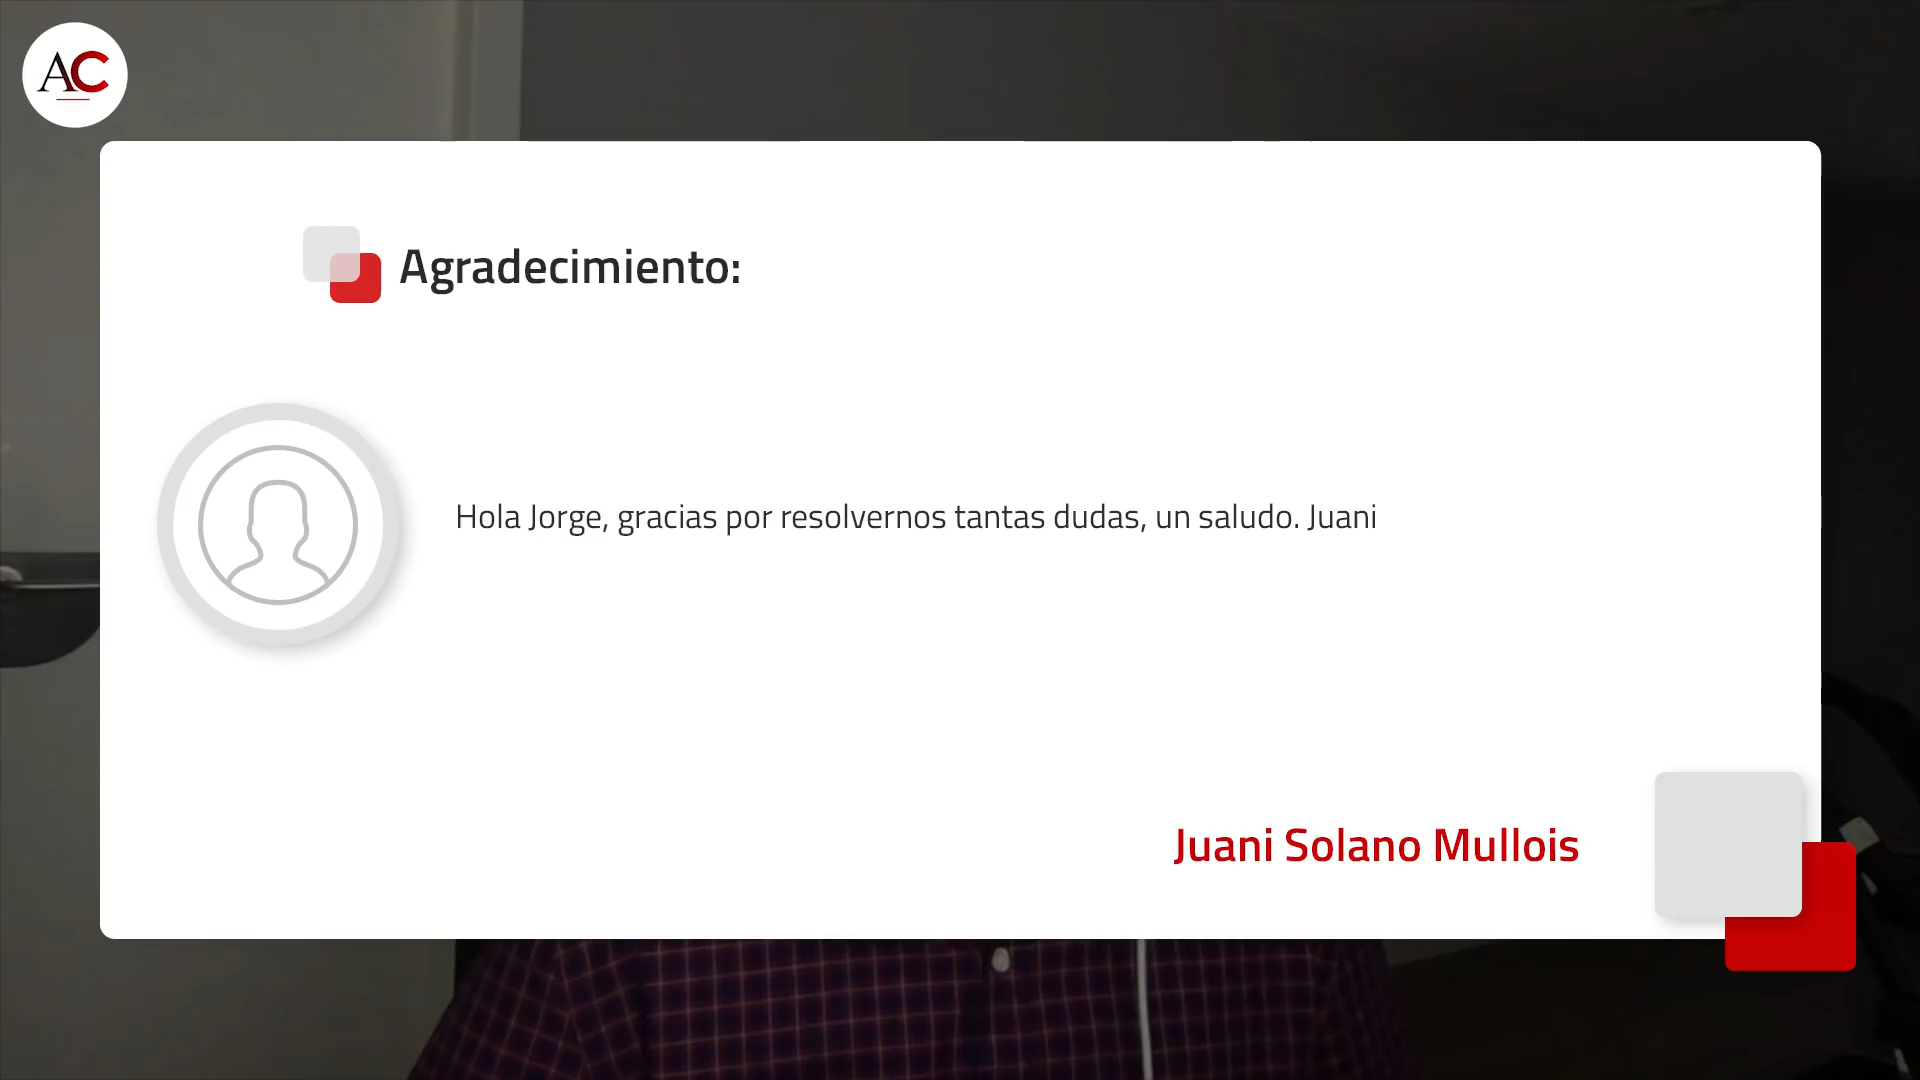 AC
Agradecimiento:
Hola Jorge, gracias por resolvernos tantas dudas, un saludo. Juani
Juani Solano Mullois